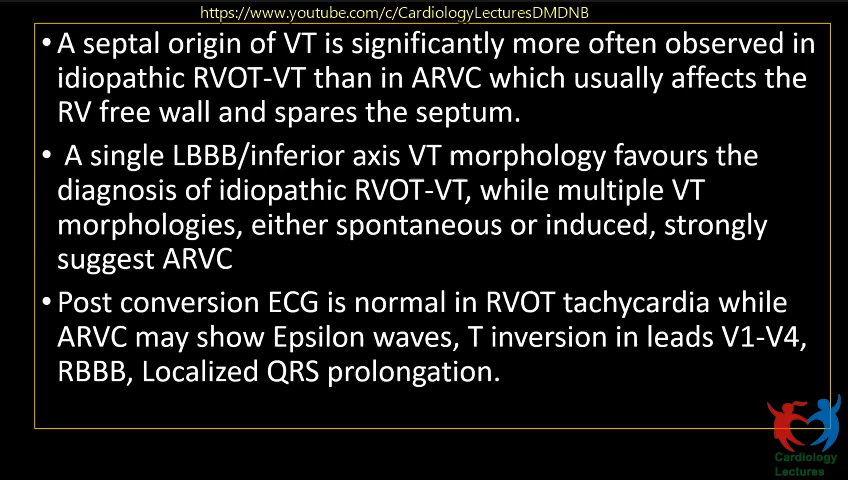 https://www.youtube.com/c/CardiologyLecturesDMDNB
• A septal origin of VT is significantly more often observed in
idiopathic RVOT-VT than in ARVC which usually affects the
RV free wall and spares the septum.
• A single LBBB/inferior axis VT morphology favours the
diagnosis of idiopathic RVOT-VT, while multiple VT
morphologies, either spontaneous or induced, strongly
suggest ARVC
• Post conversion ECG is normal in RVOT tachycardia while
ARVC may show Epsilon waves, T inversion in leads V1-V4,
RBBB, Localized QRS prolongation.
Cardiology
Lectures